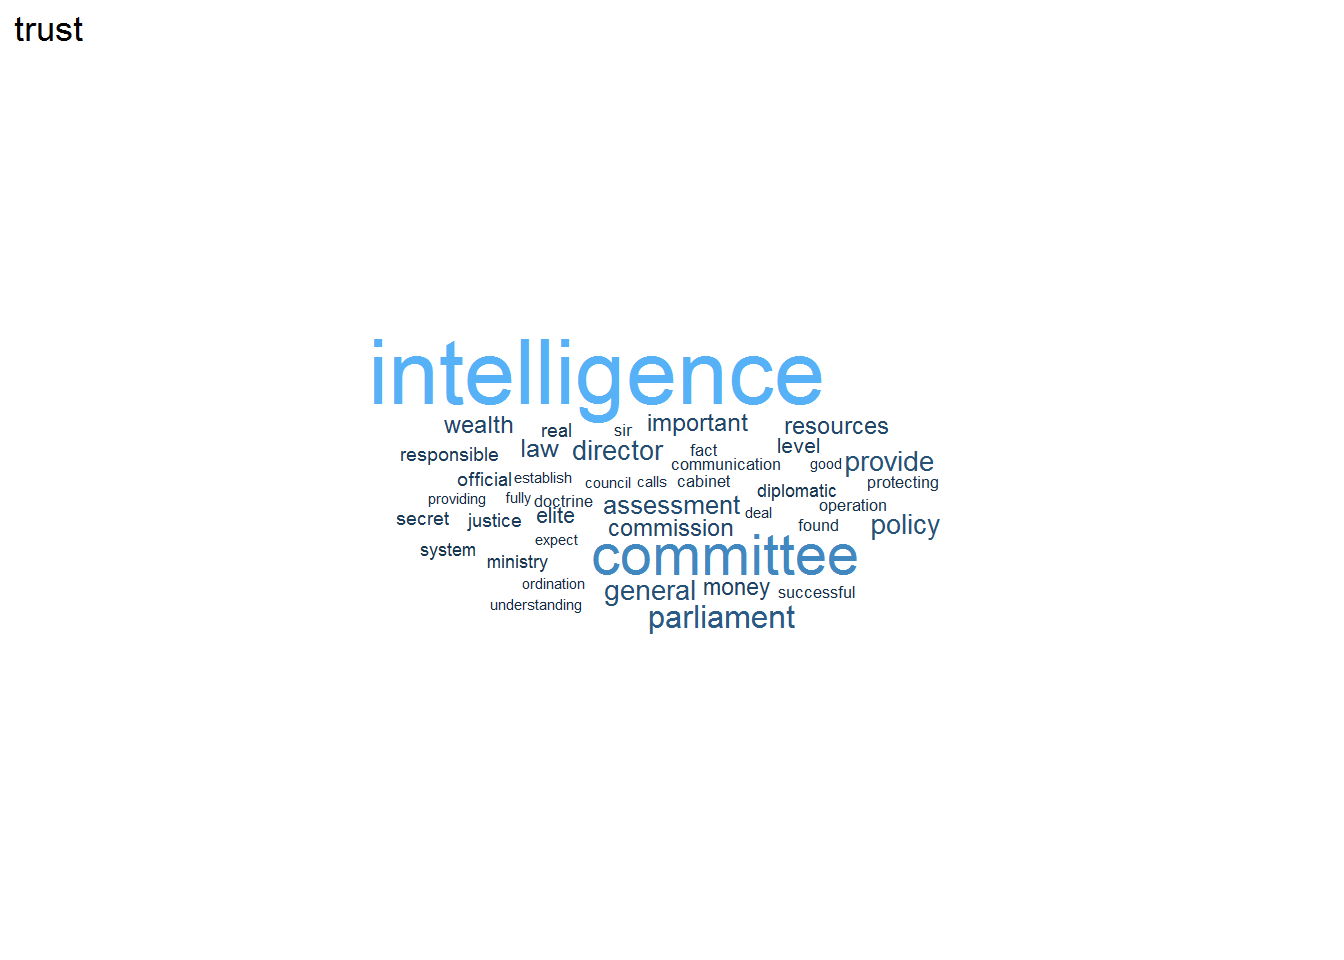 trust
intelligence
wealth real sir important resources
responsible law director fact level
communication good provide
official establish council calls cabinet diplomatic protecting
providing fully doctrine assessment deal operation
secret justice elite commission found policy
system expect committee
ministry
ordination general money successful
understanding parliament